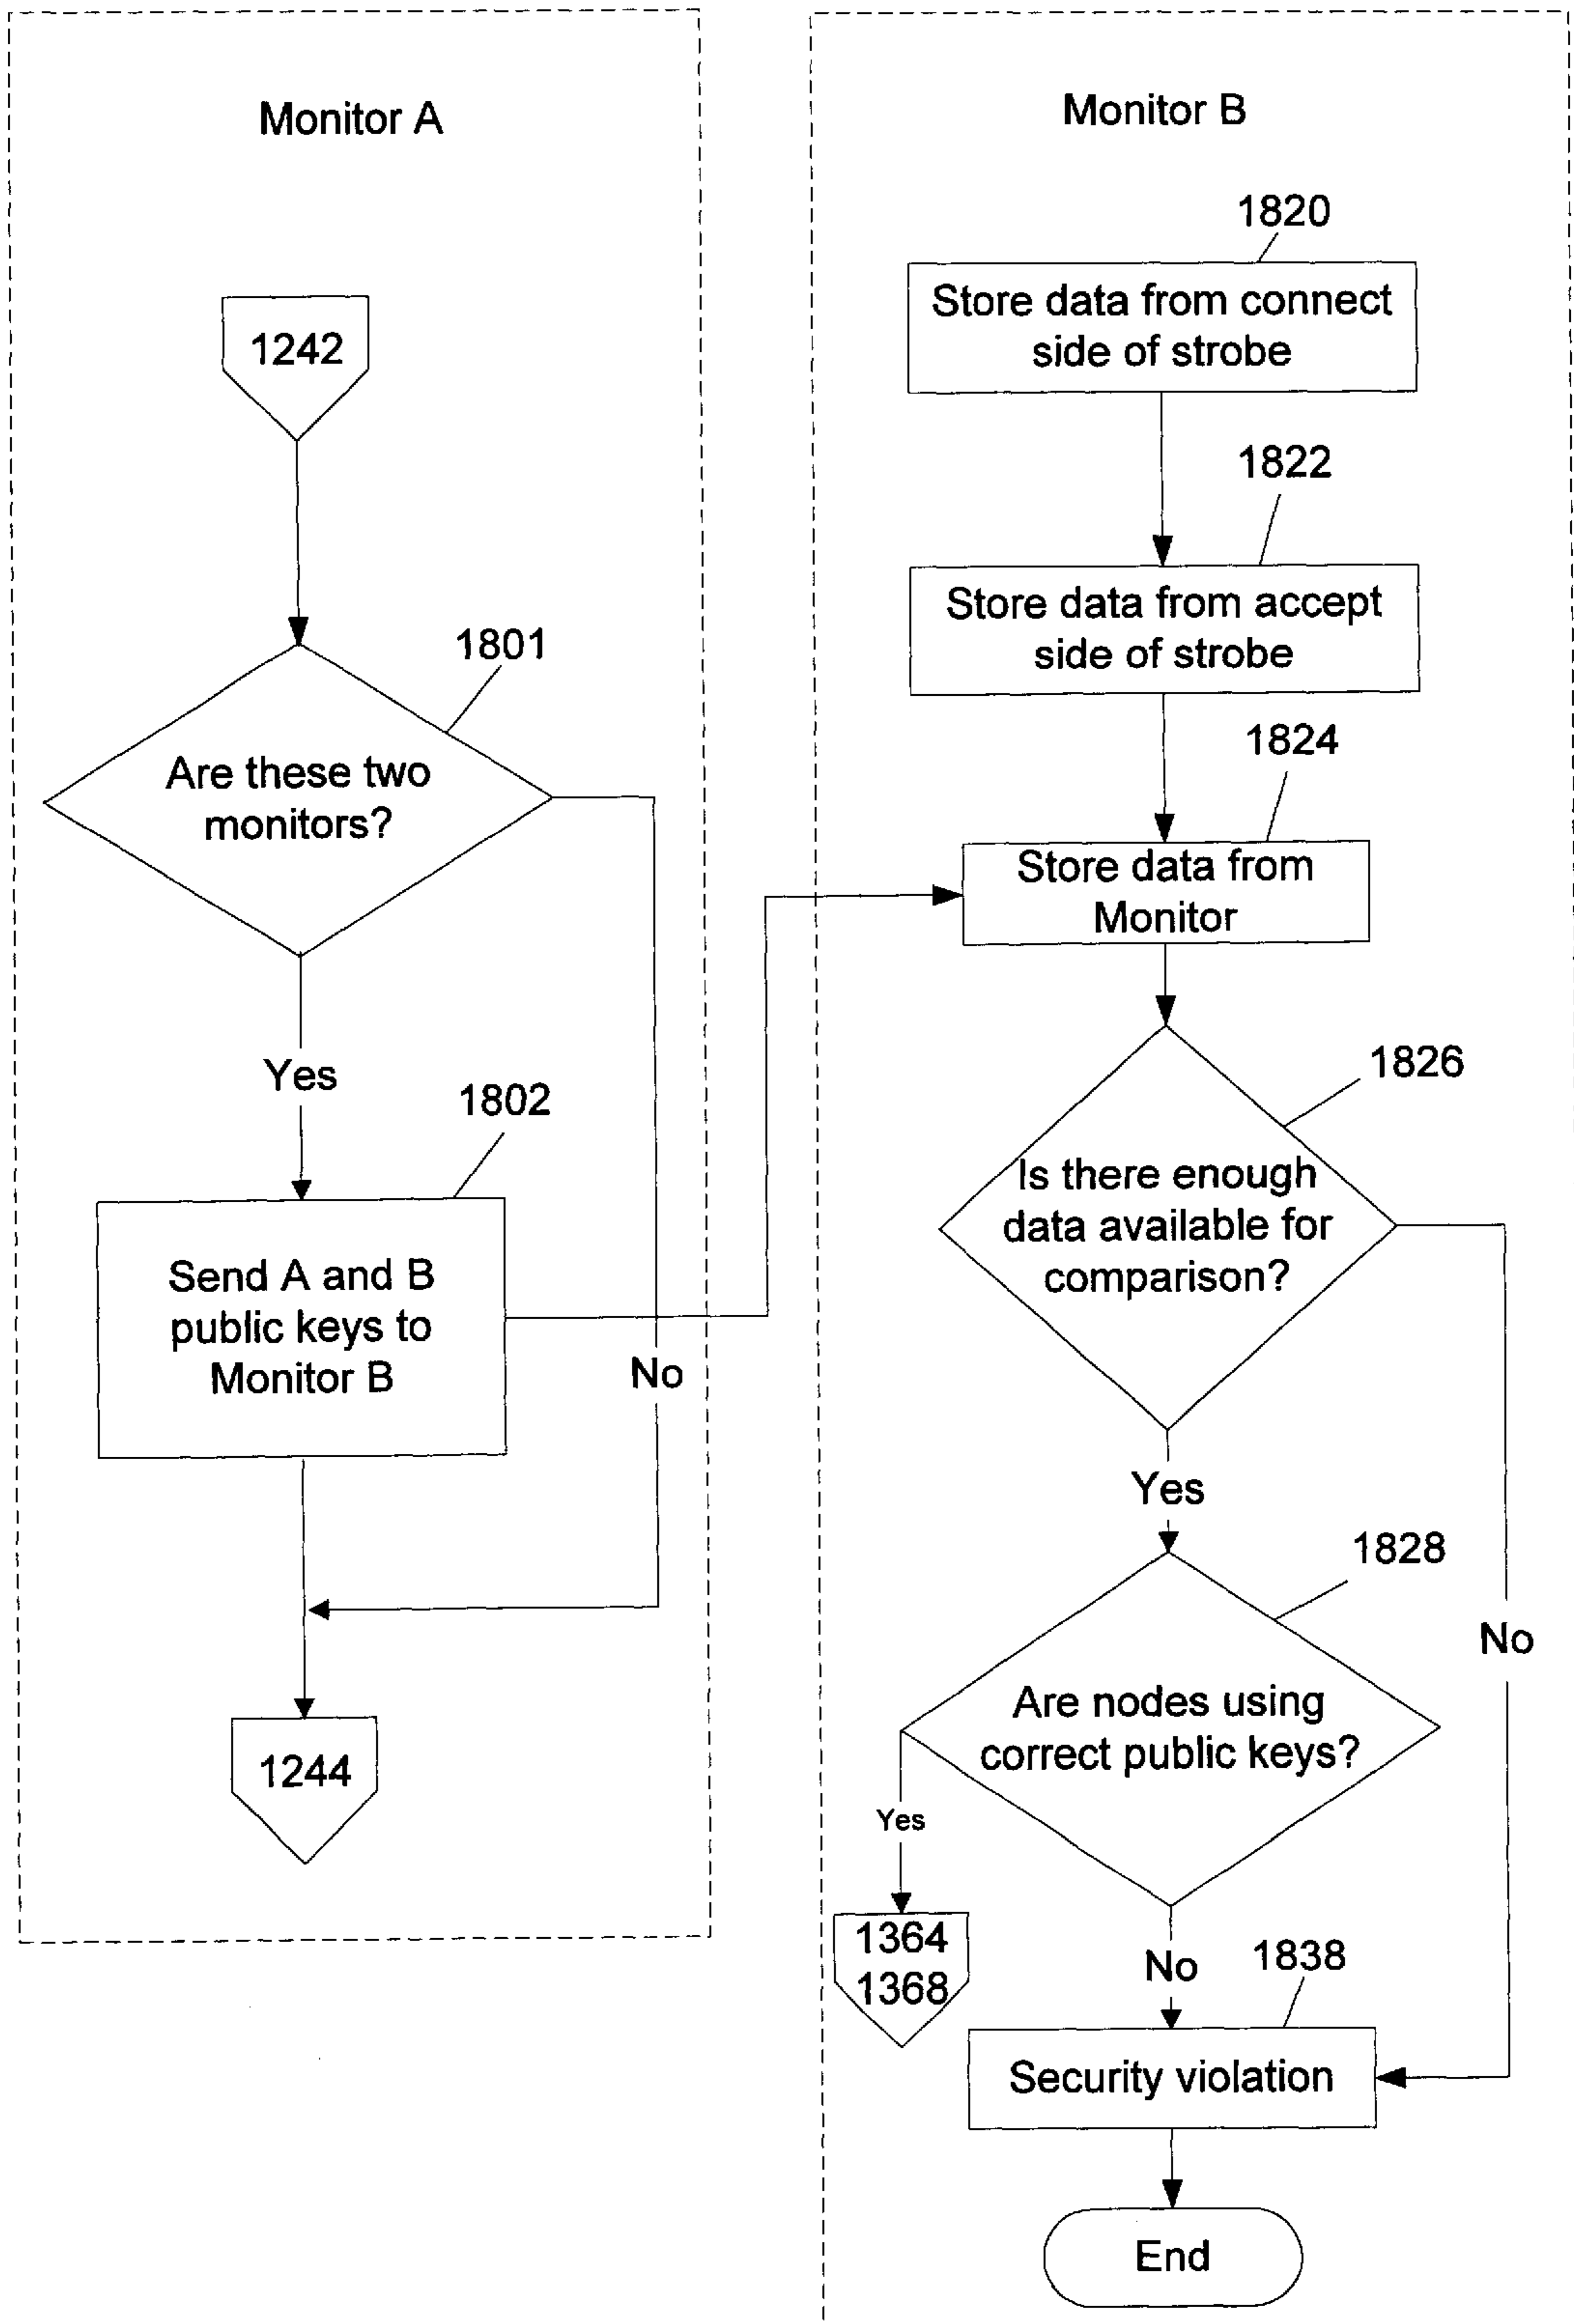 Monitor A
1242
1801
Are these two
monitors?
Yes
1802
Send A and B
public keys to
Monitor B
No
1244
Monitor B
1820
Store data from connect
side of strobe
1822
Store data from accept
side of strobe
1824
Store data from
Monitor
1826
Is there enough
data available for
comparison?
Yes
No
1828
Are nodes using
correct public keys?
Yes
1364
1368
No
1838
Security violation
End